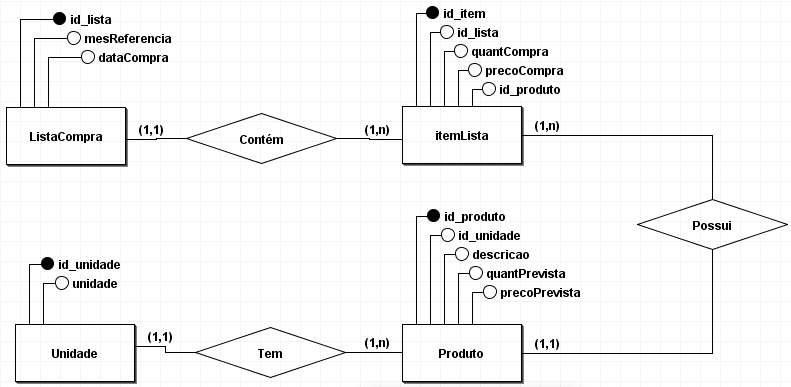 id_lista
mesReferencia
dataCompra
ListaCompra
(1,1)
Contém
(1,n)
id_item
id_lista
quantCompra
precoCompra
id_produto
itemLista
(1,n)
Possui
id_unidade
unidade
Unidade
(1,1)
Tem
(1,n)
id_produto
id_unidade
descricao
quantPrevista
precoPrevista
Produto
(1,1)